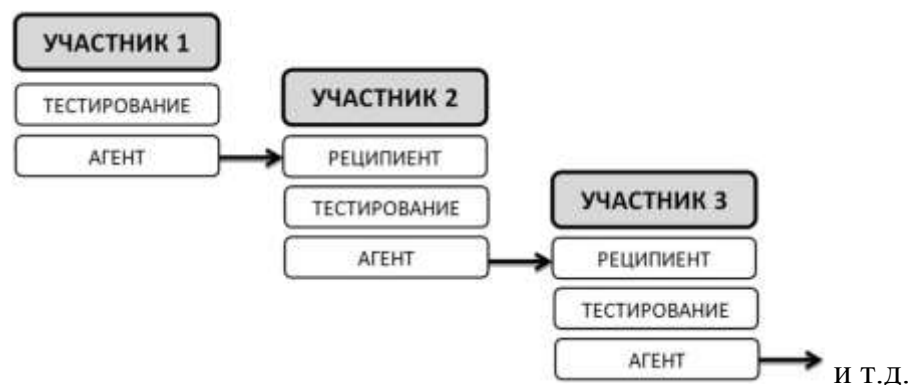 УЧАСТНИК 1
ТЕСТИРОВАНИЕ
АГЕНТ
УЧАСТНИК 2
РЕЦИПИЕНТ
ТЕСТИРОВАНИЕ
АГЕНТ
УЧАСТНИК 3
РЕЦИПИЕНТ
ТЕСТИРОВАНИЕ
АГЕНТ
и т.д.